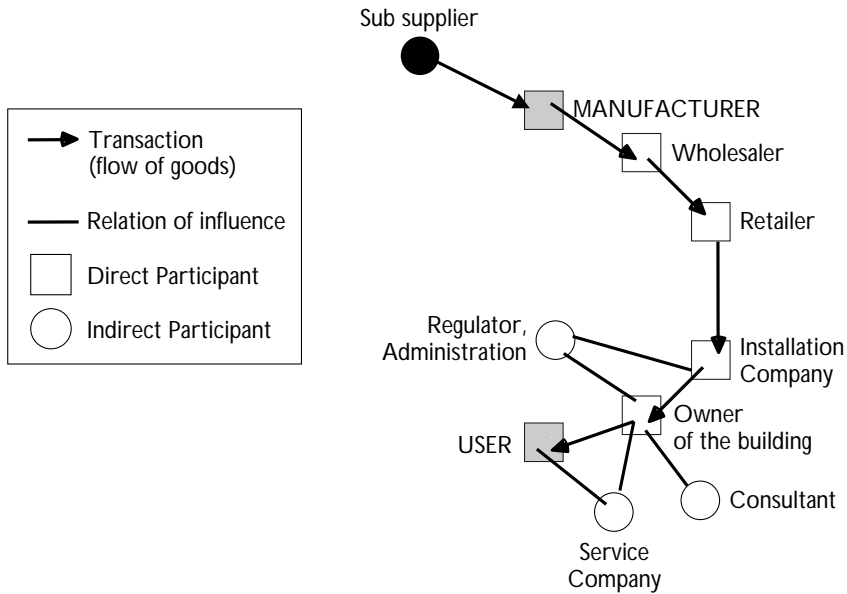 Sub supplier
MANUFACTURER
Wholesaler
Retailer
Installation
Company
Owner
of the building
Consultant
Service
Company
USER
Regulator,
Administration
Transaction
(flow of goods)
Relation of influence
Direct Participant
Indirect Participant